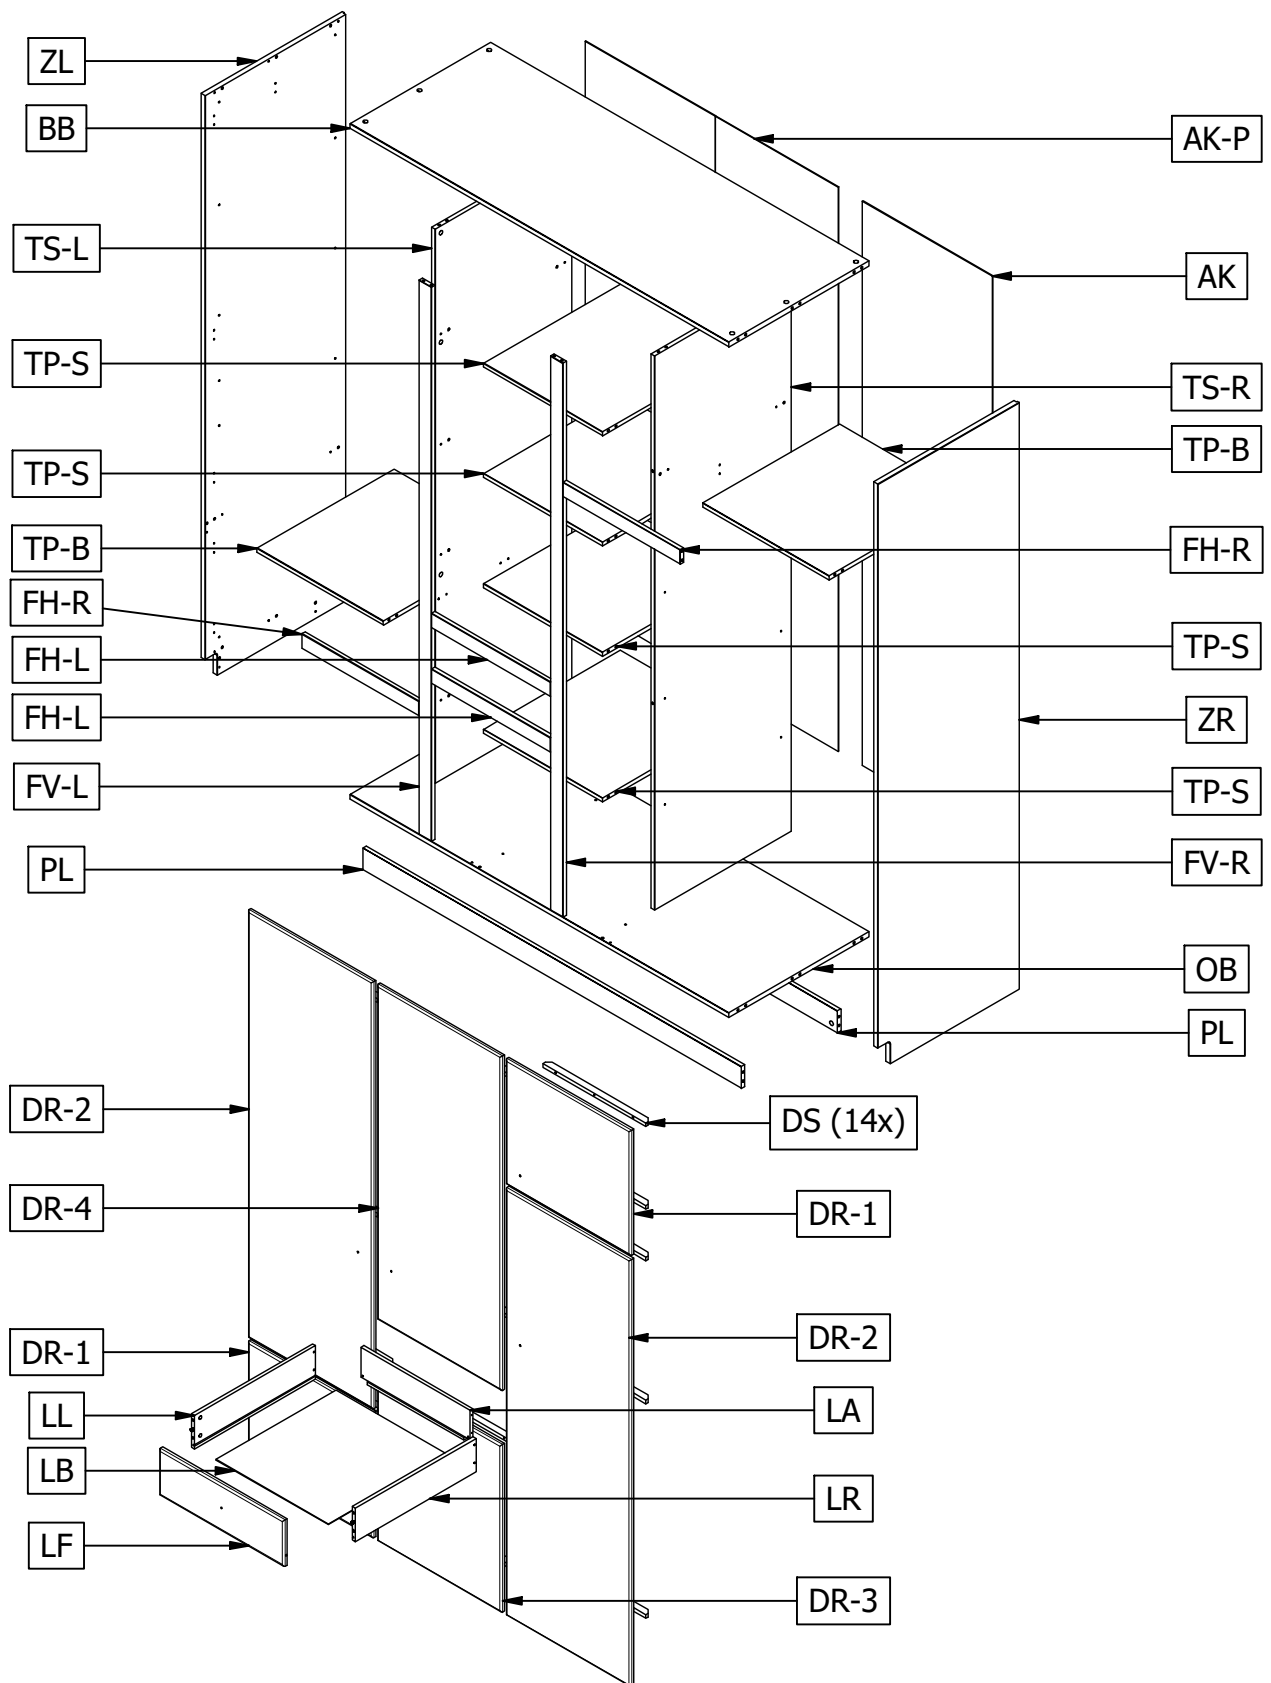 ZL
BB
AK-P
TS-L
AK
TP-S
TS-R
TP-B
TP-S
TP-B
FH-R
FH-R
FH-L
TP-S
FH-L
ZR
FV-L
TP-S
PL
FV-R
OB
PL
DR-2
DS (14x)
DR-4
DR-1
DR-1
DR-2
LL
LA
LB
LR
LF
DR-3